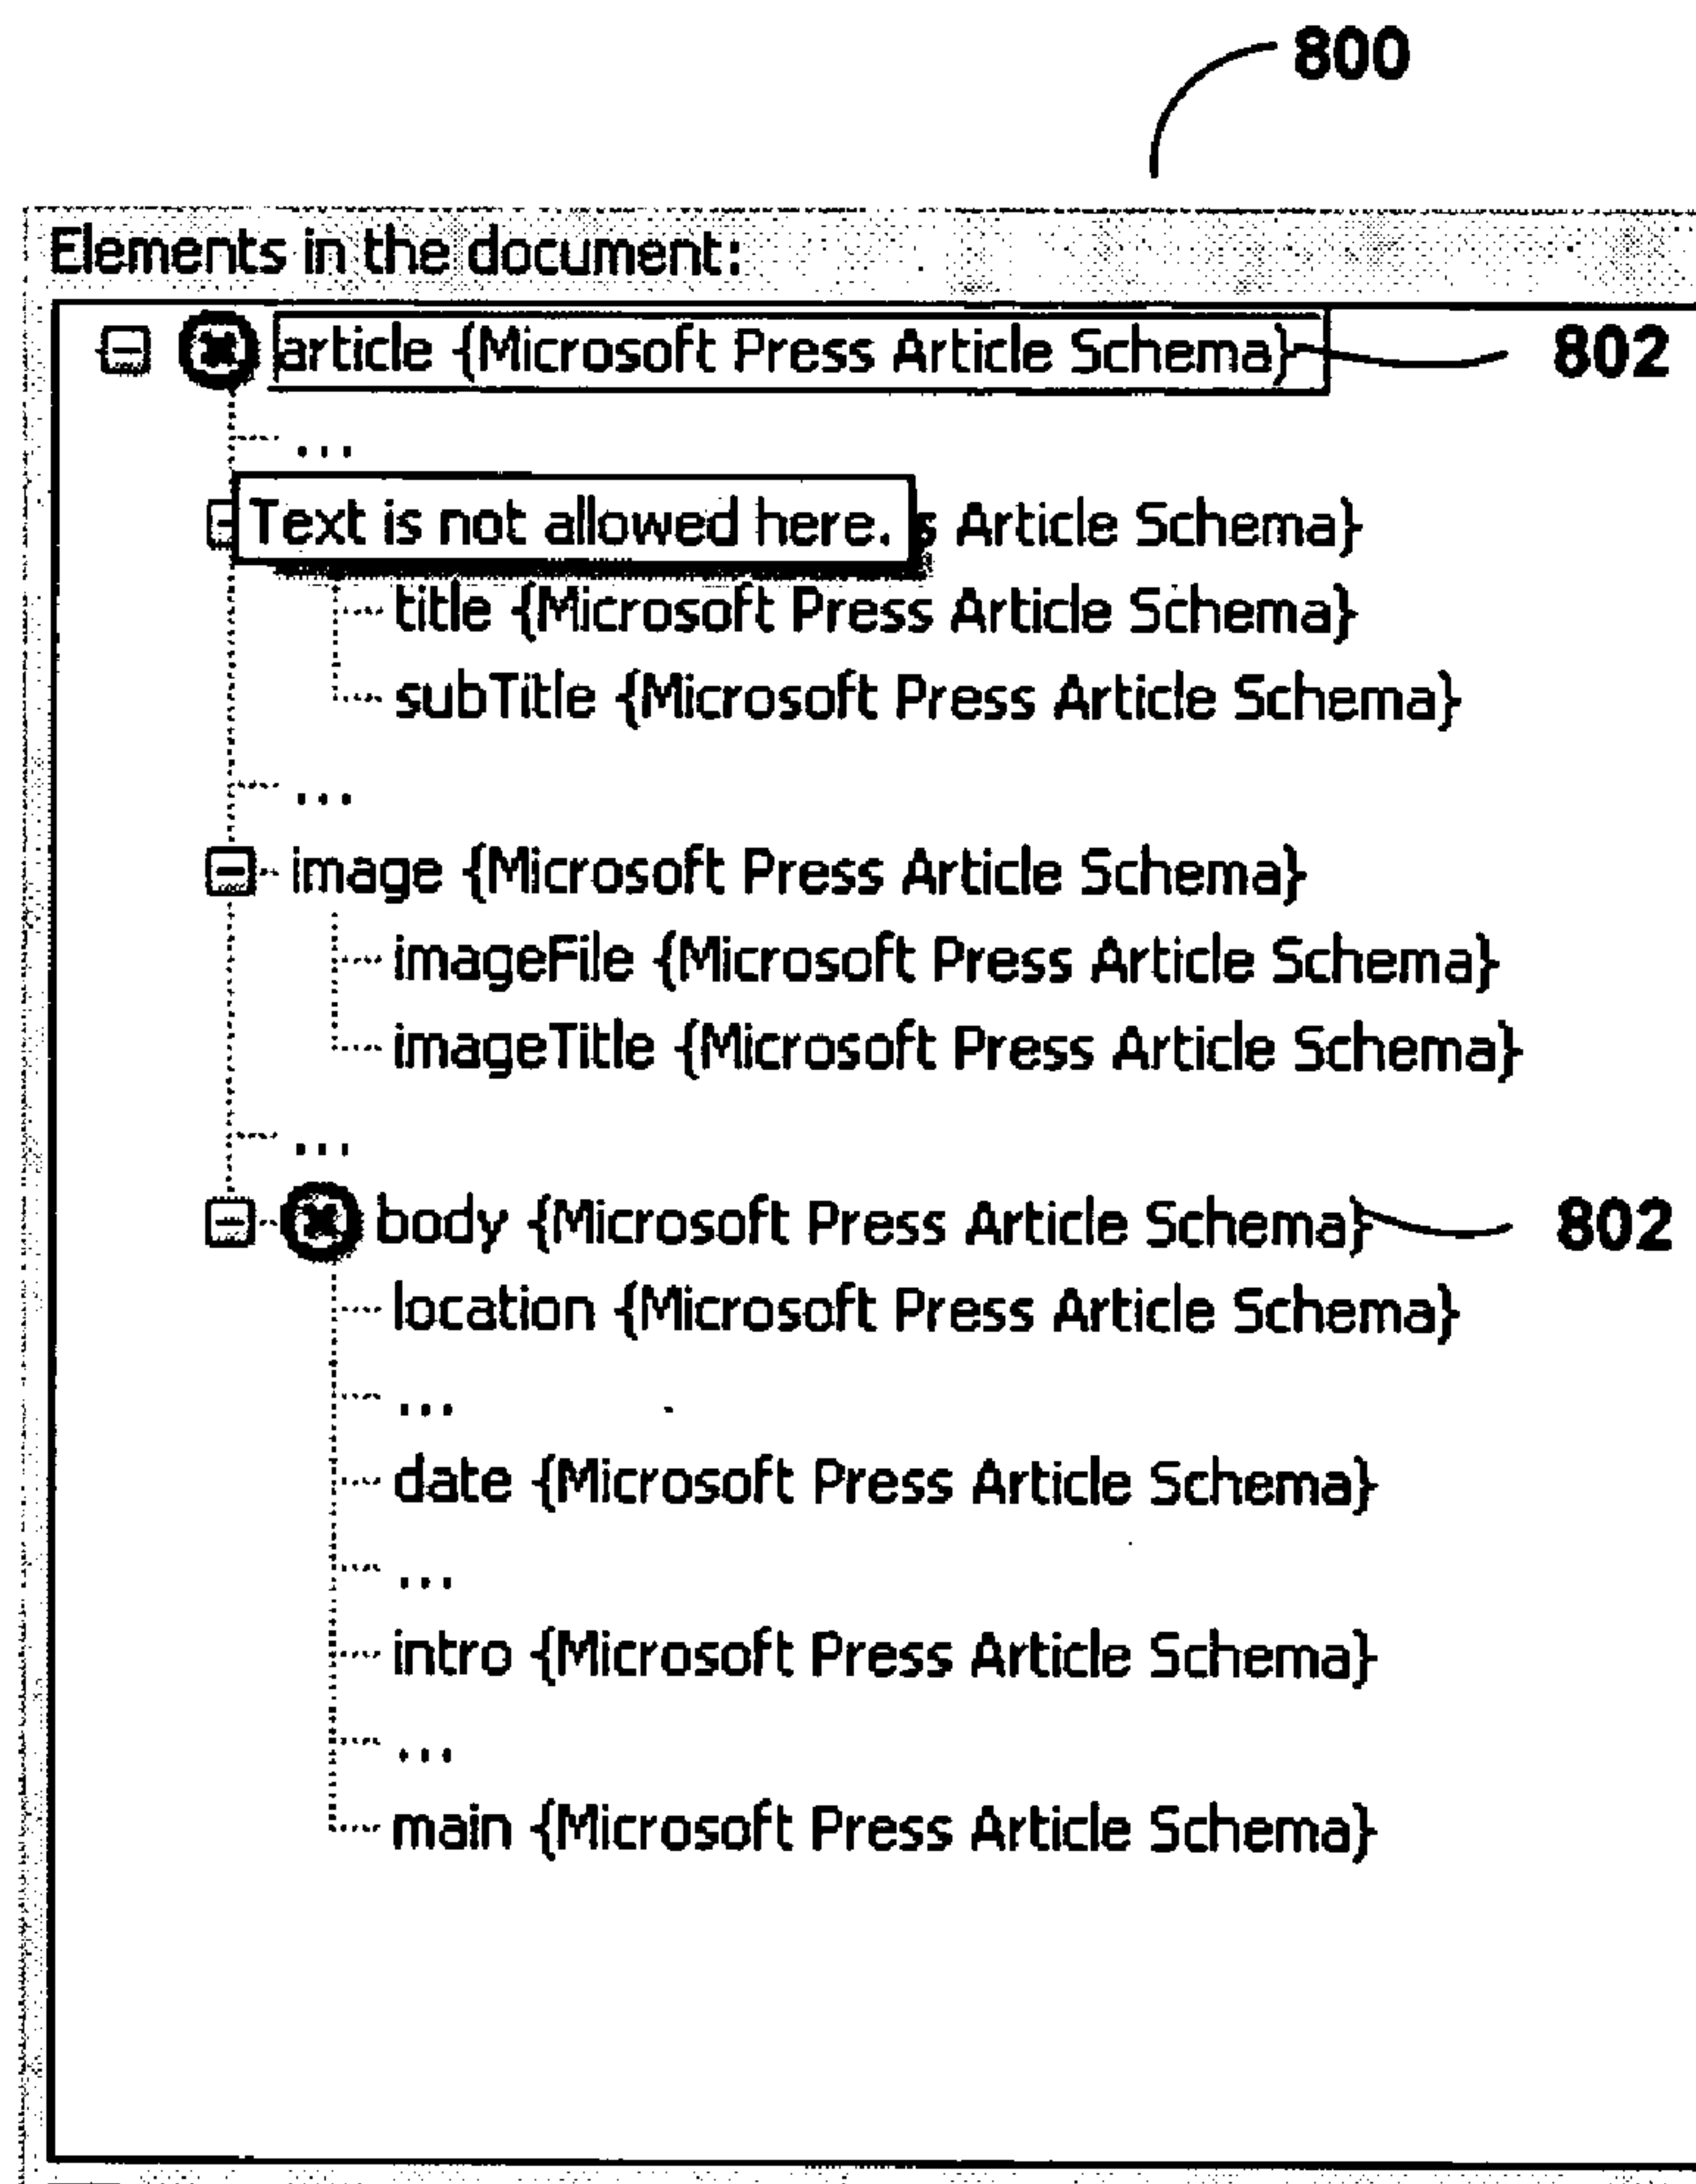 800
Elements in the document:
article {Microsoft Press Article Schema} 802
...
Text is not allowed here. s Article Schema}
title {Microsoft Press Article Schema}
subTitle {Microsoft Press Article Schema}
...
image {Microsoft Press Article Schema}
imageFile {Microsoft Press Article Schema}
imageTitle {Microsoft Press Article Schema}
...
body {Microsoft Press Article Schema} 802
location {Microsoft Press Article Schema}
...
date {Microsoft Press Article Schema}
...
intro {Microsoft Press Article Schema}
...
main {Microsoft Press Article Schema}